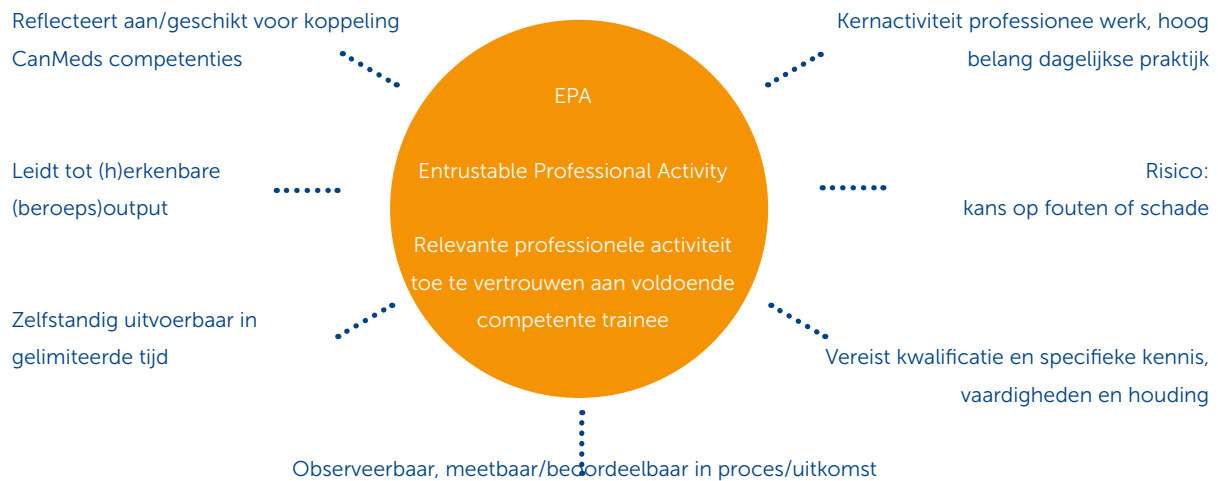 Reflecteert aan/geschikt voor koppeling
CanMeds competenties
Kernactiviteit professionee werk, hoog
belang dagelijkse praktijk
EPA
Entrustable Professional Activity
Relevante professionele activiteit
toe te vertrouwen aan voldoende
competente trainee
Leidt tot (h)erkenbare
(beroeps)output
Risico:
kans op fouten of schade
Zelfstandig uitvoerbaar in
gelimiteerde tijd
Vereist kwalificatie en specifieke kennis,
vaardigheden en houding
Observeerbaar, meetbaar/beoordeelbaar in proces/uitkomst